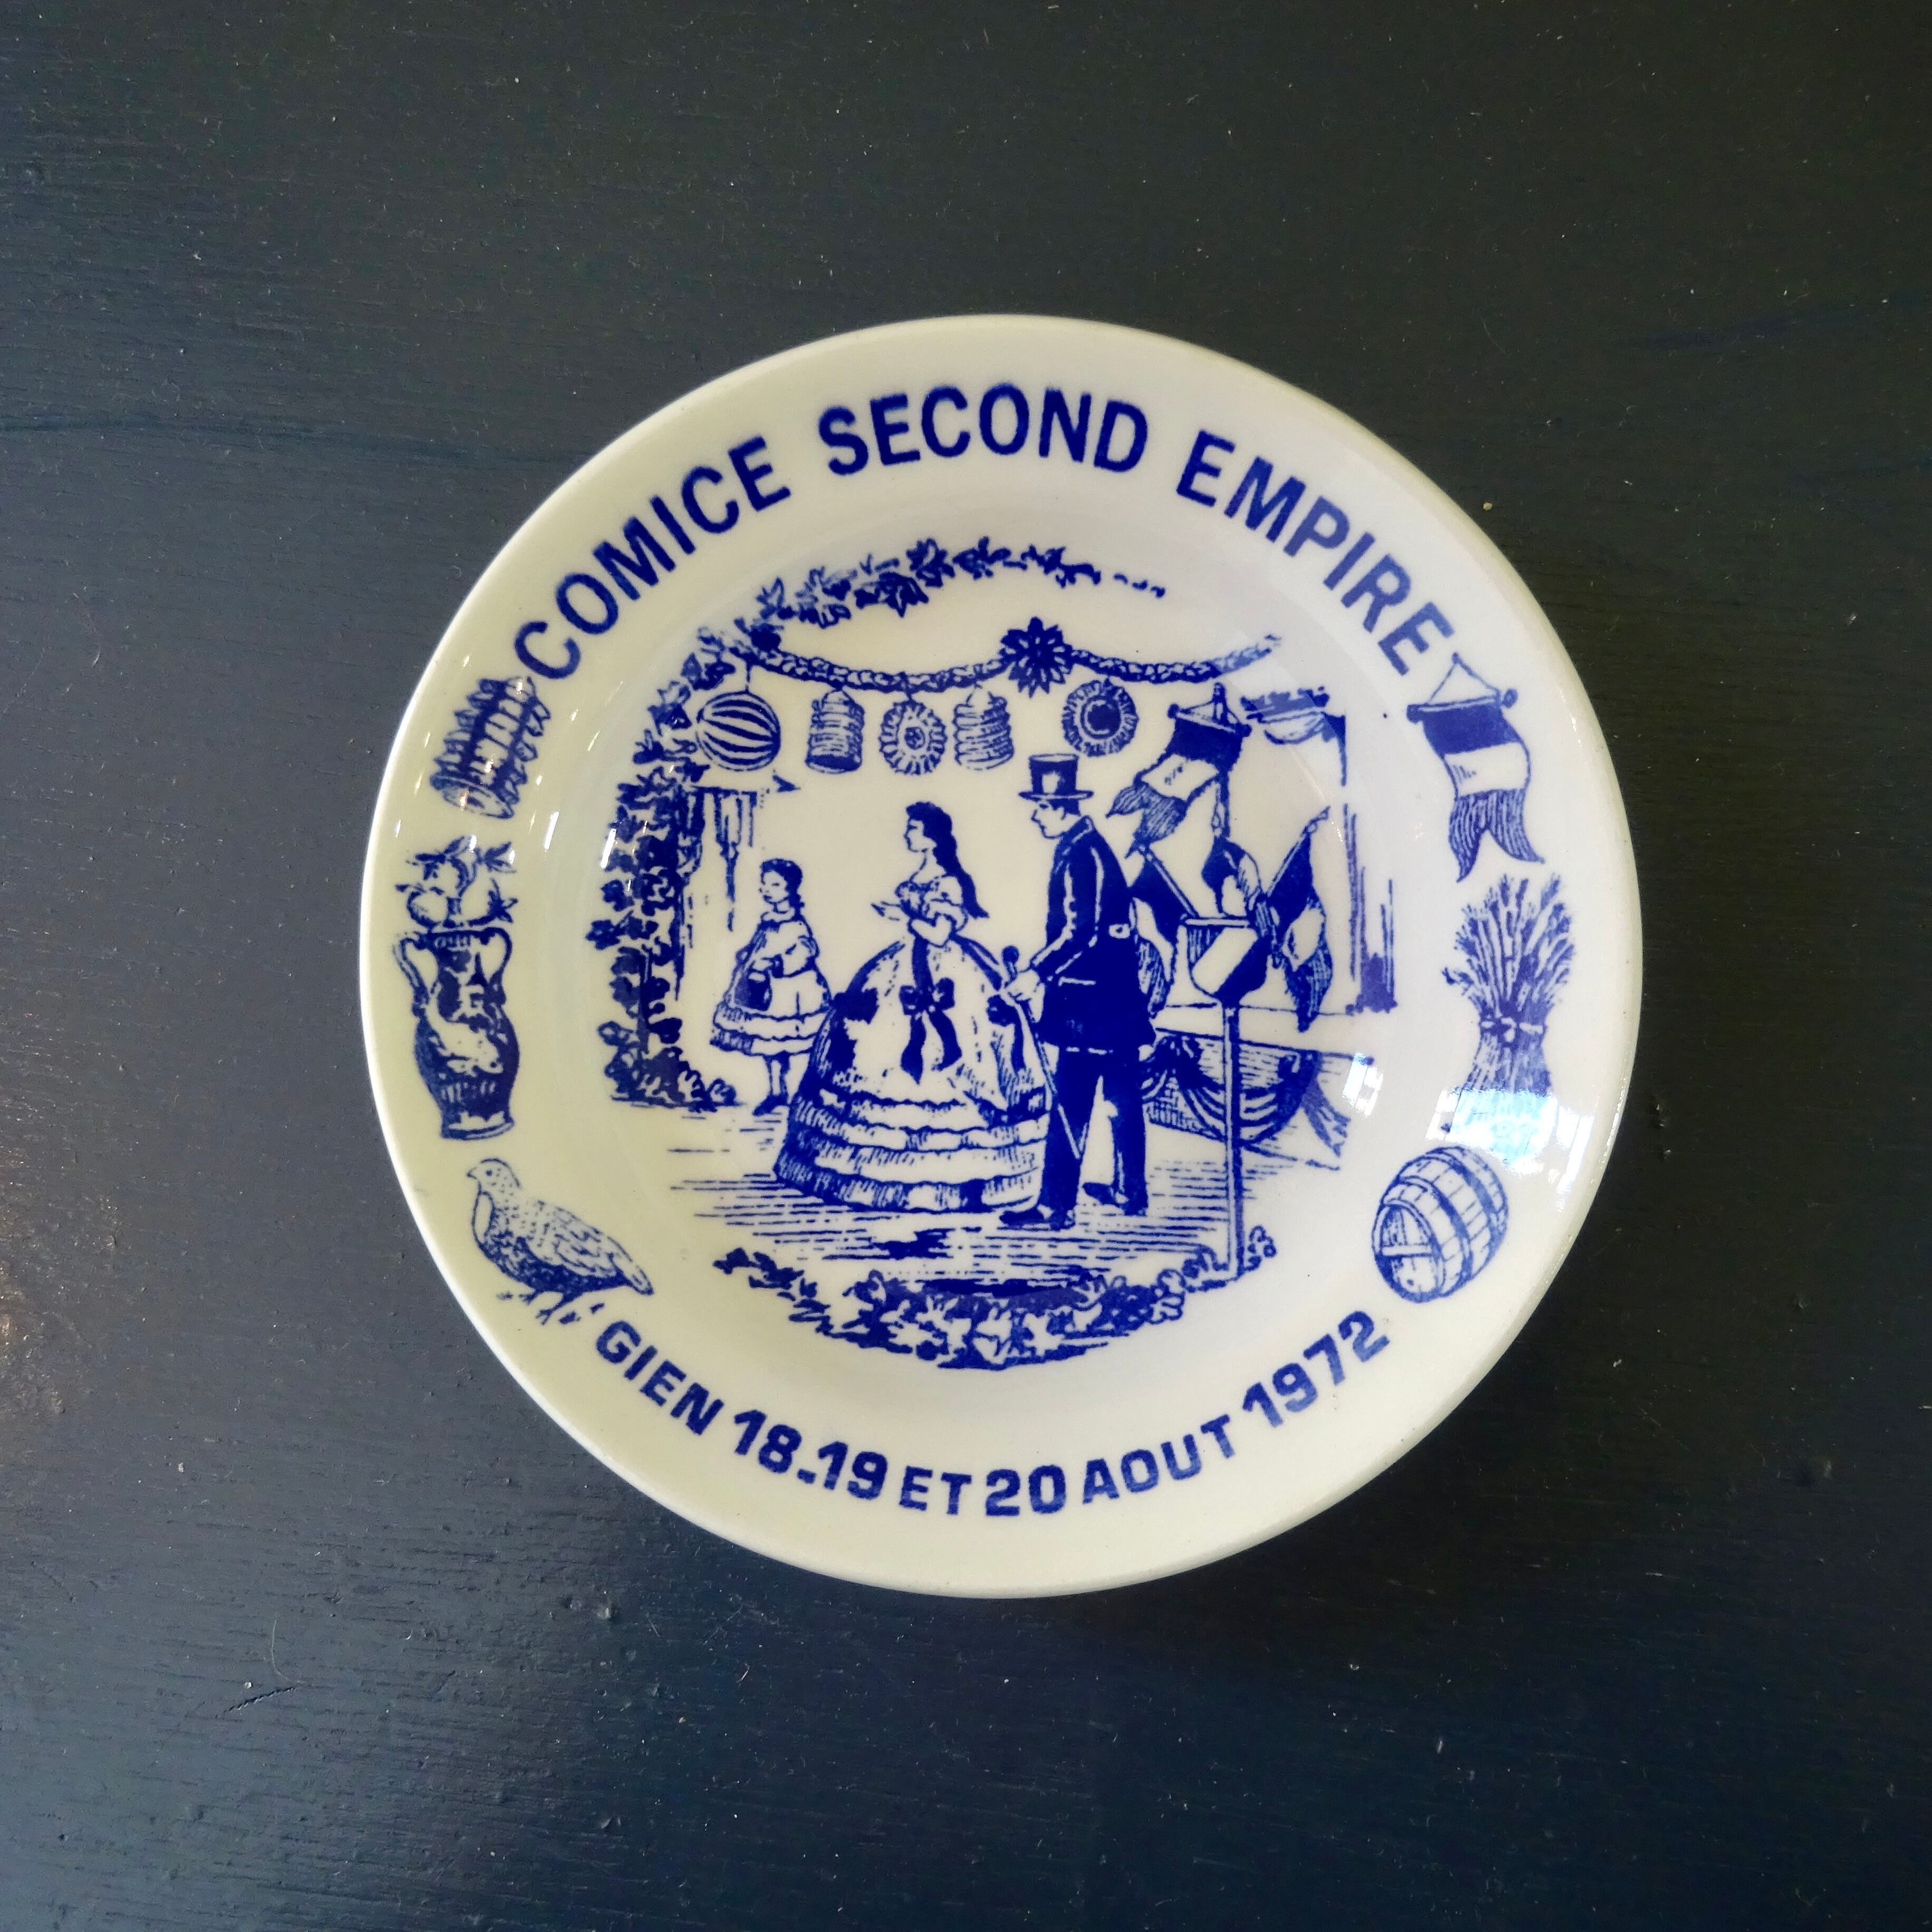 COMICE SECOND EMPIRE
GIEN 18.19 ET 20 AOUT 1972